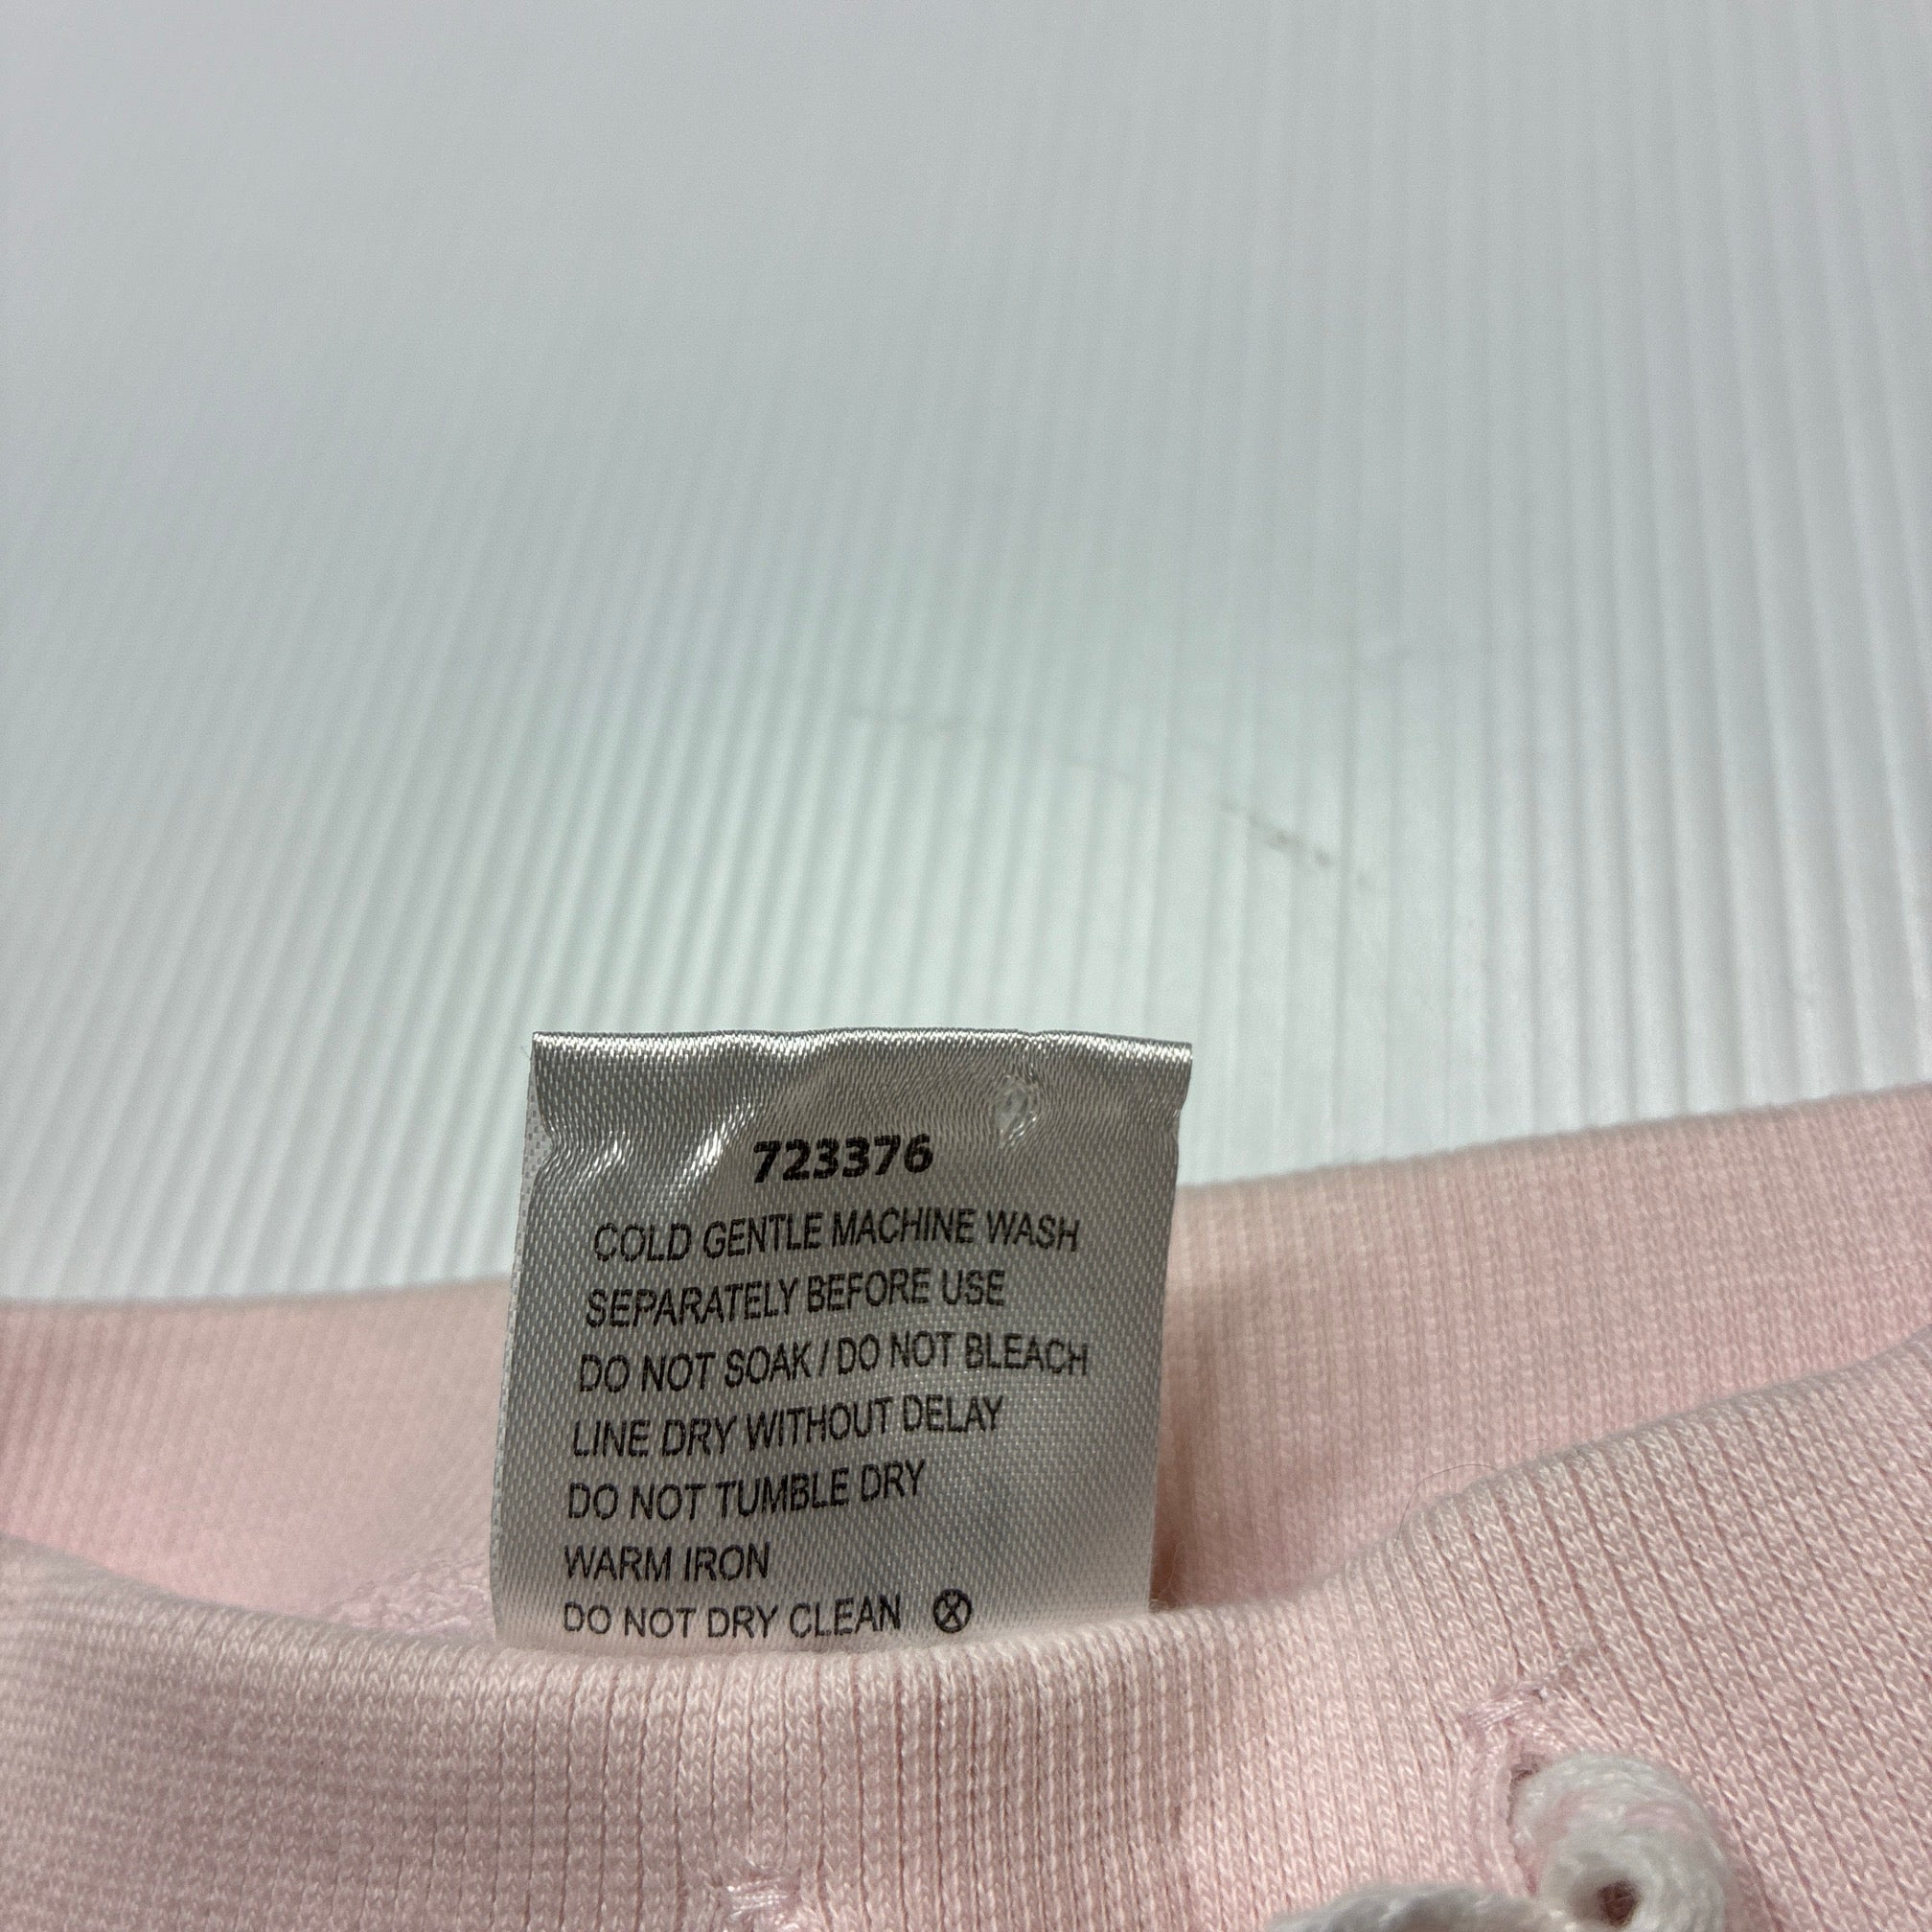 723376
COLD GENTLE MACHINE WASH
SEPARATELY BEFORE USE
DO NOT SOAK / DO NOT BLEACH
LINE DRY WITHOUT DELAY
DO NOT TUMBLE DRY
WARM IRON
DO NOT DRY CLEAN